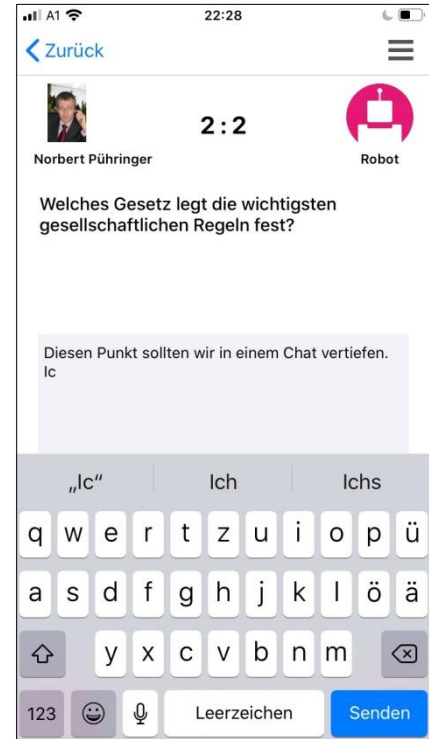 A1 22:28
Zurück
2:2
Norbert Pühringer Robot
Welches Gesetz legt die wichtigsten
gesellschaftlichen Regeln fest?
Diesen Punkt sollten wir in einem Chat vertiefen.
Ic
„Ic“ Ich Ichs
q w e r t z u i o p ü
a s d f g h j k l ö ä
y x c v b n m
123 Leerzeichen Senden